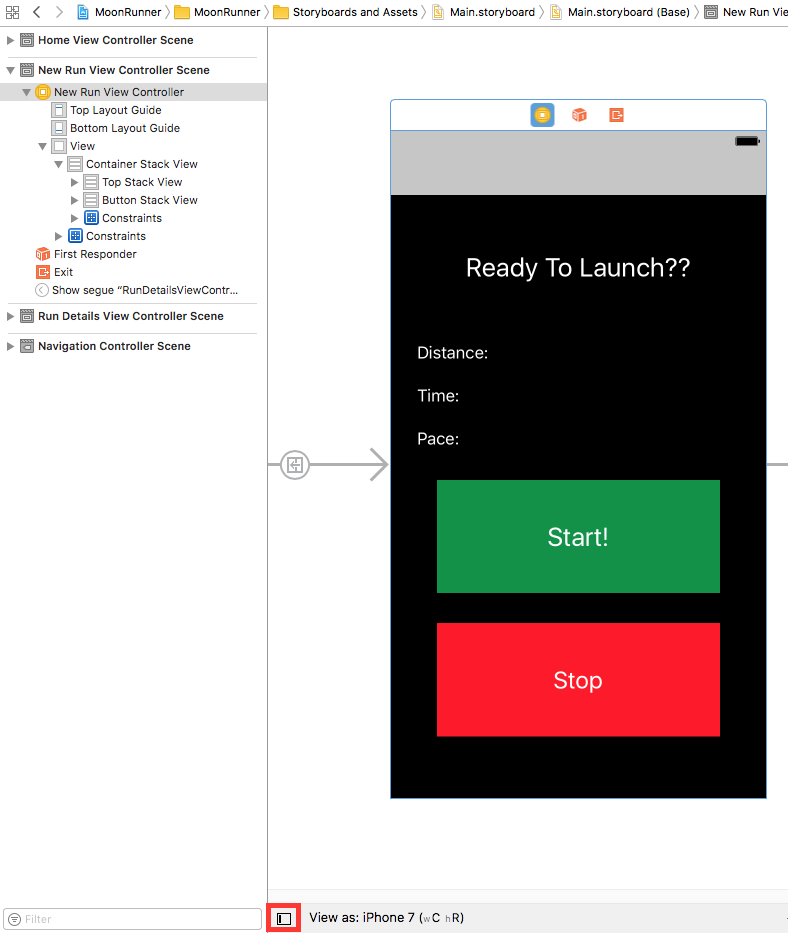 MoonRunner MoonRunner Storyboards and Assets Main.storyboard Main.storyboard (Base) New Run Vie
Home View Controller Scene
New Run View Controller Scene
New Run View Controller
Top Layout Guide
Bottom Layout Guide
View
Container Stack View
Top Stack View
Button Stack View
Constraints
Constraints
First Responder
Exit
Show segue “RunDetailsViewContr...
Run Details View Controller Scene
Navigation Controller Scene
Ready To Launch??
Distance:
Time:
Pace:
Start!
Stop
Filter
View as: iPhone 7 (wC hR)